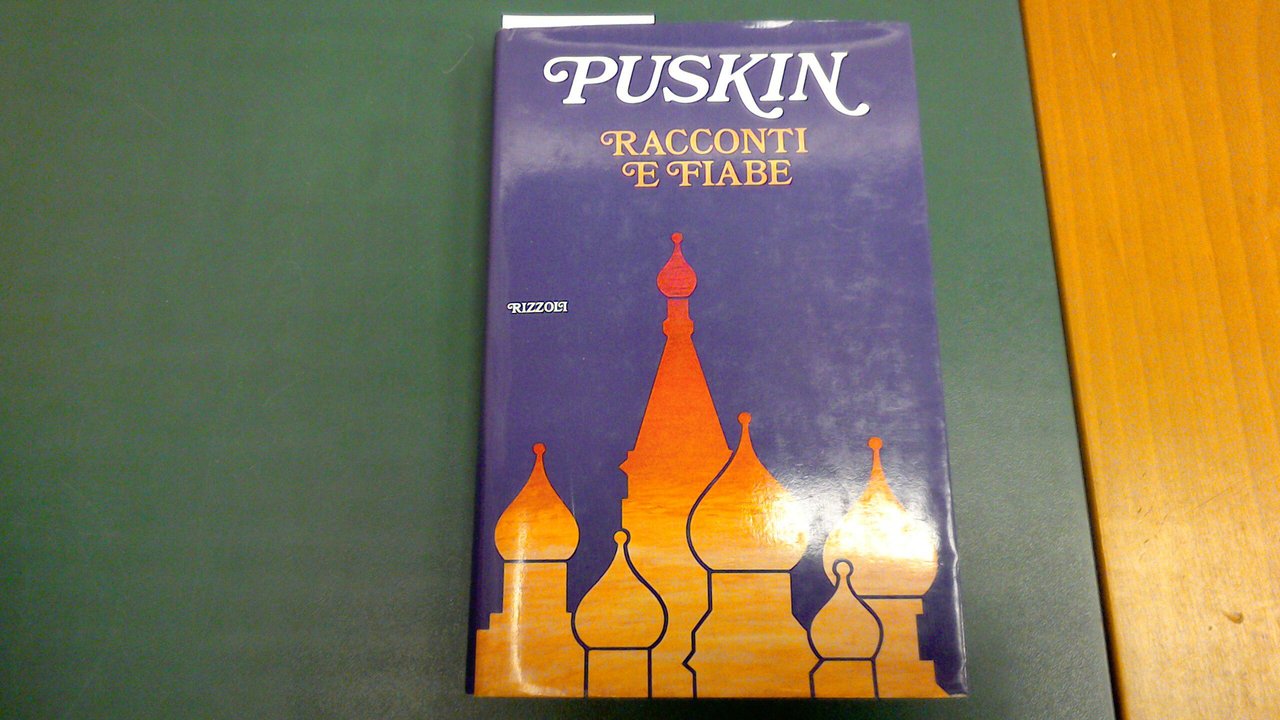 PUSKIN
RACCONTI
E FIABE
RIZZOLI